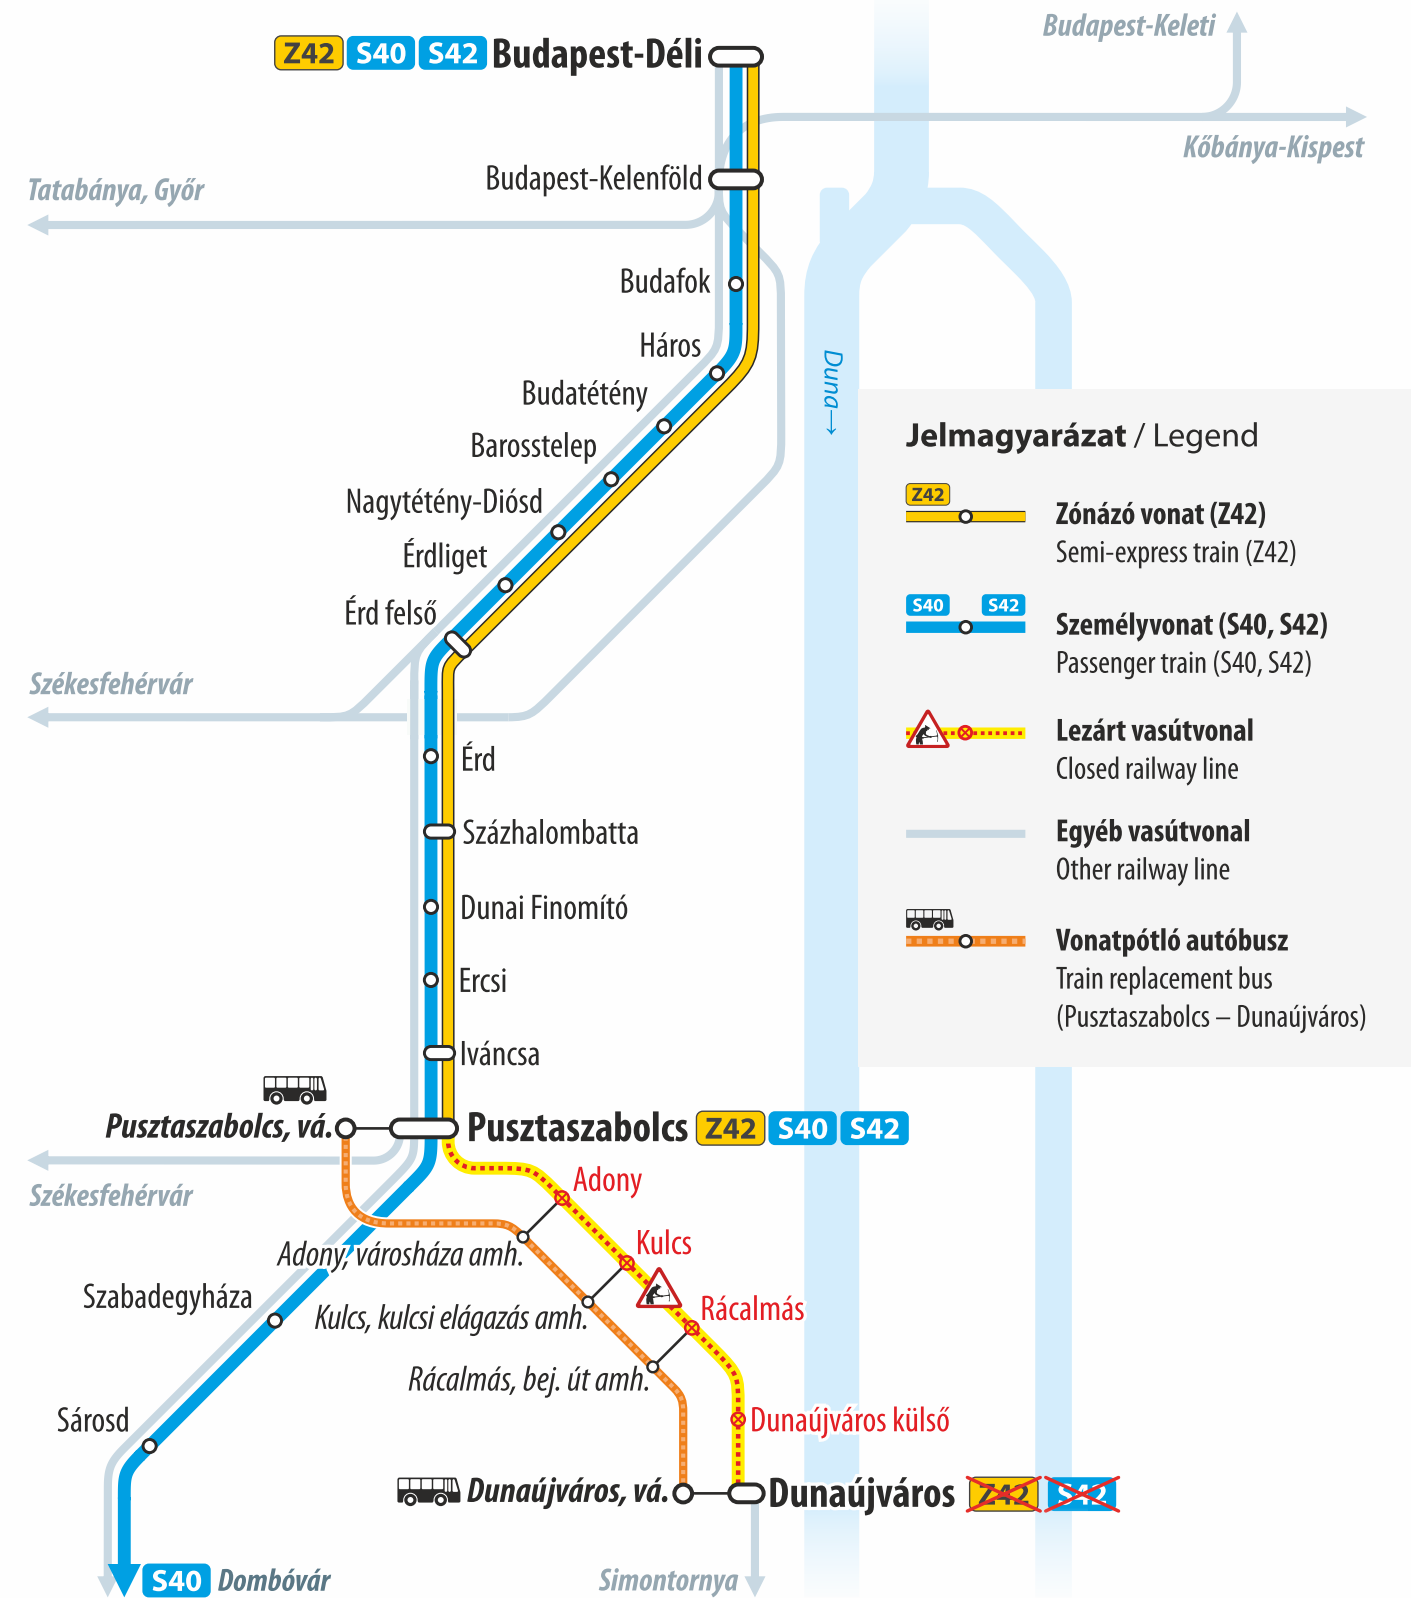 Budapest-Keleti
Z42 S40 S42 Budapest-Déli
Kőbánya-Kispest
Budapest-Kelenföld
Tatabánya, Győr
Budafok
Háros
Duna→
Budatétény
Barosstelep
Nagytétény-Diósd
Érdliget
Érd felső
Székesfehérvár
Érd
Százhalombatta
Dunai Finomító
Ercsi
Iváncsa
Pusztaszabolcs, vá.
Pusztaszabolcs Z42 S40 S42
Székesfehérvár
Adony
Kulcs
Adony, városháza amh.
Szabadegyháza
Kulcs, kulcsi elágazás amh.
Rácalmás
Rácalmás, bej. út amh.
Sárosd
Dunaújváros külső
Dunaújváros, vá.
Dunaújváros Z42 S42
S40 Dombóvár
Simontornya
Jelmagyarázat / Legend
Z42
Zónázó vonat (Z42)
Semi-express train (Z42)
S40 S42
Személyvonat (S40, S42)
Passenger train (S40, S42)
Lezárt vasútvonal
Closed railway line
Egyéb vasútvonal
Other railway line
Vonatpótló autóbusz
Train replacement bus
(Pusztaszabolcs – Dunaújváros)